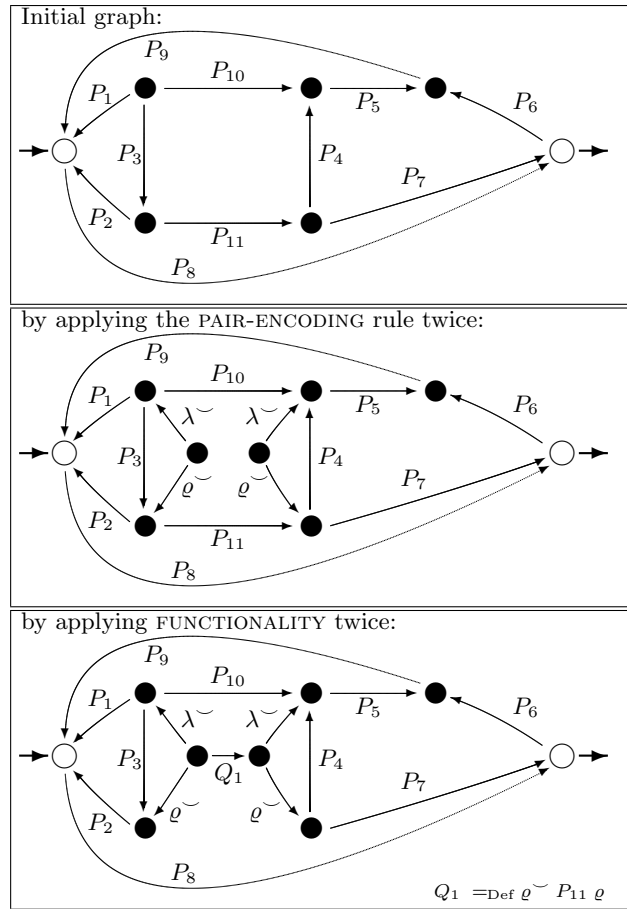 Initial graph:
P₉
P₁₀
P₁
P₅
P₆
P₃
P₄
P₇
P₂
P₁₁
P₈
by applying the PAIR-ENCODING rule twice:
P₉
P₁₀
P₁
P₅
P₆
λ˘ λ˘
P₃
P₄
ϱ˘ ϱ˘
P₇
P₂
P₁₁
P₈
by applying FUNCTIONALITY twice:
P₉
P₁₀
P₁
P₅
P₆
λ˘ λ˘
P₃
P₄
Q₁
P₇
ϱ˘ ϱ˘
P₂
P₈
Q₁ =Def ϱ˘ P₁₁ ϱ